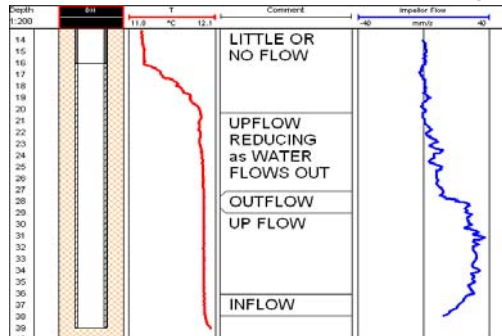 Depth
1:200
BH
T
11.0 °C 12.1
Comment
Impeller Flow
-40 mm/s 40
14
15
16
17
18
19
20
21
22
23
24
25
26
27
28
29
30
31
32
33
34
35
36
37
38
39
LITTLE OR
NO FLOW
UPFLOW
REDUCING
as WATER
FLOWS OUT
OUTFLOW
UP FLOW
INFLOW